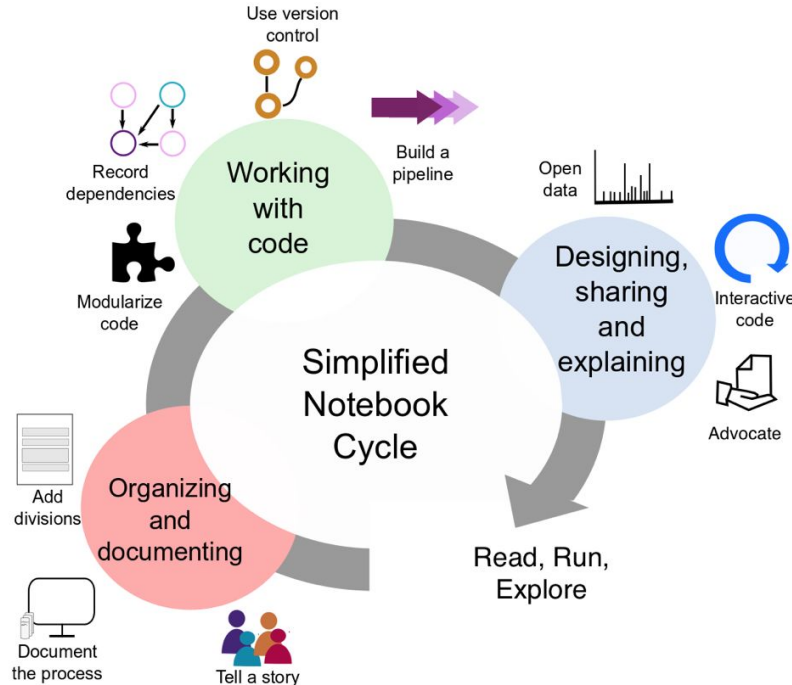 Use version
control
Record
dependencies
Working
with
code
Build a
pipeline
Modularize
code
Open
data
Designing,
sharing
and
explaining
Interactive
code
Advocate
Simplified
Notebook
Cycle
Add
divisions
Organizing
and
documenting
Document
the process
Tell a story
Read, Run,
Explore